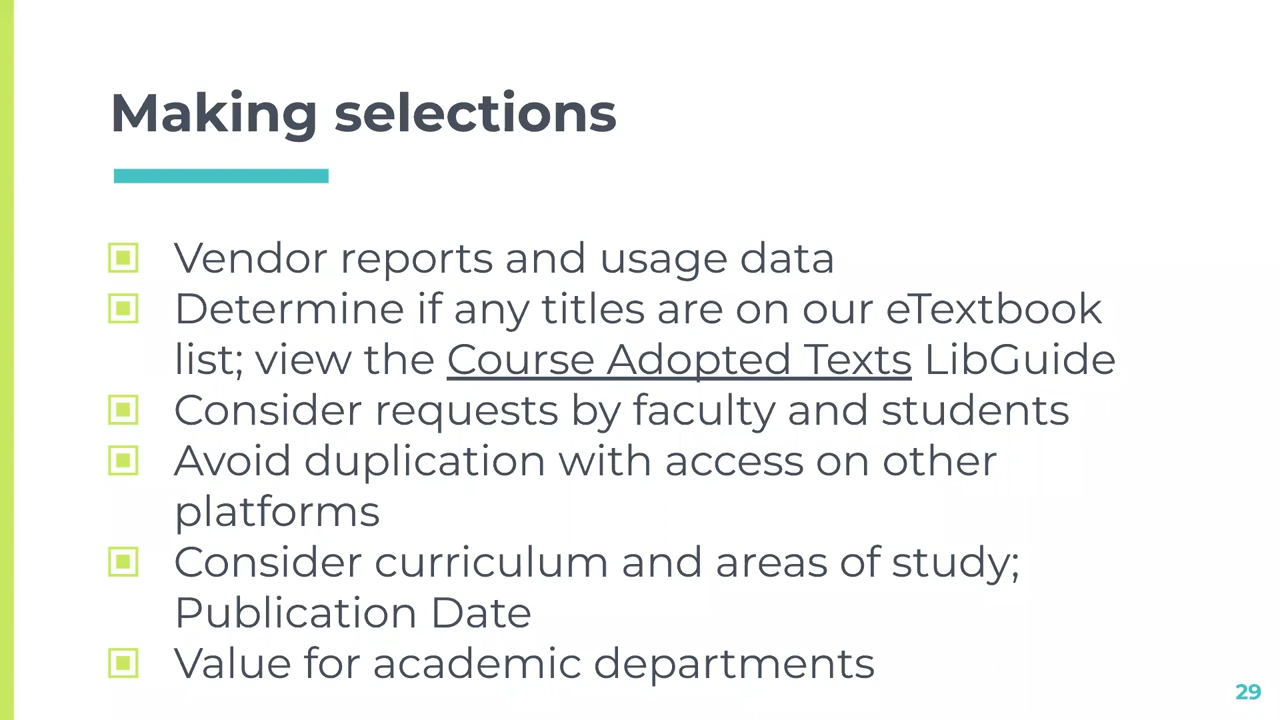 Making selections
Vendor reports and usage data
Determine if any titles are on our eTextbook
list; view the Course Adopted Texts LibGuide
Consider requests by faculty and students
Avoid duplication with access on other
platforms
Consider curriculum and areas of study;
Publication Date
Value for academic departments
29